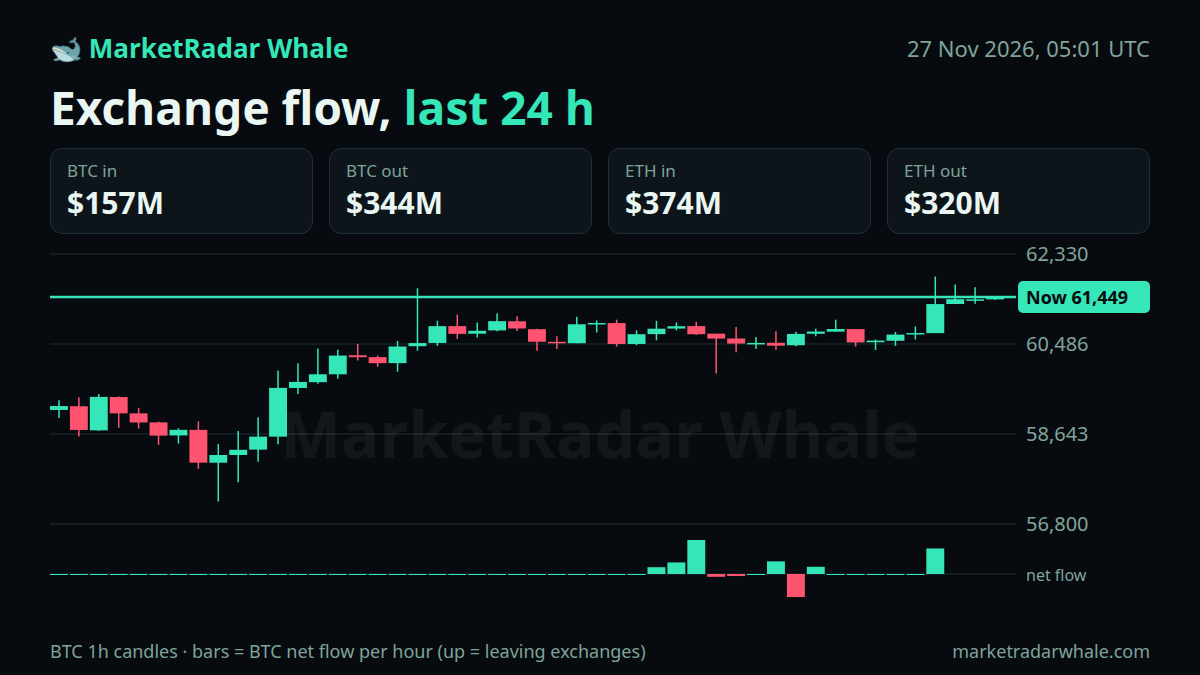 🐳 MarketRadar Whale
27 Nov 2026, 05:01 UTC
Exchange flow, last 24 h
BTC in
$157M
BTC out
$344M
ETH in
$374M
ETH out
$320M
62,330
Now 61,449
60,486
MarketRadar Whale
58,643
56,800
net flow
BTC 1h candles · bars = BTC net flow per hour (up = leaving exchanges)
marketradarwhale.com